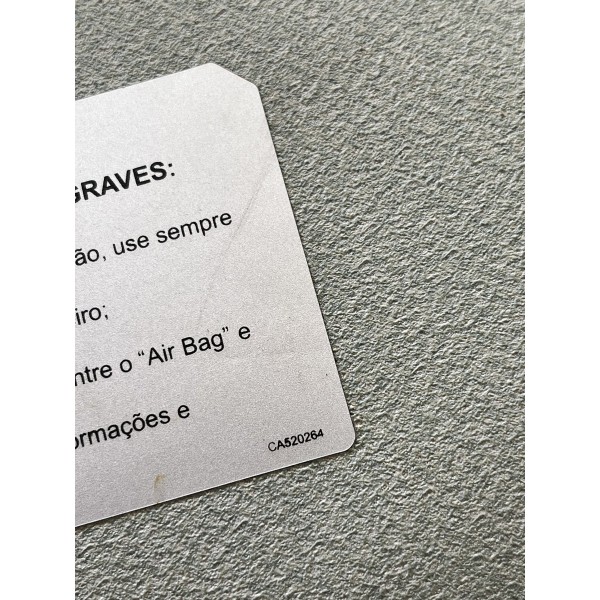 GRAVES:
ão, use sempre
iro;
ntre o “Air Bag” e
ormações e
CA520264